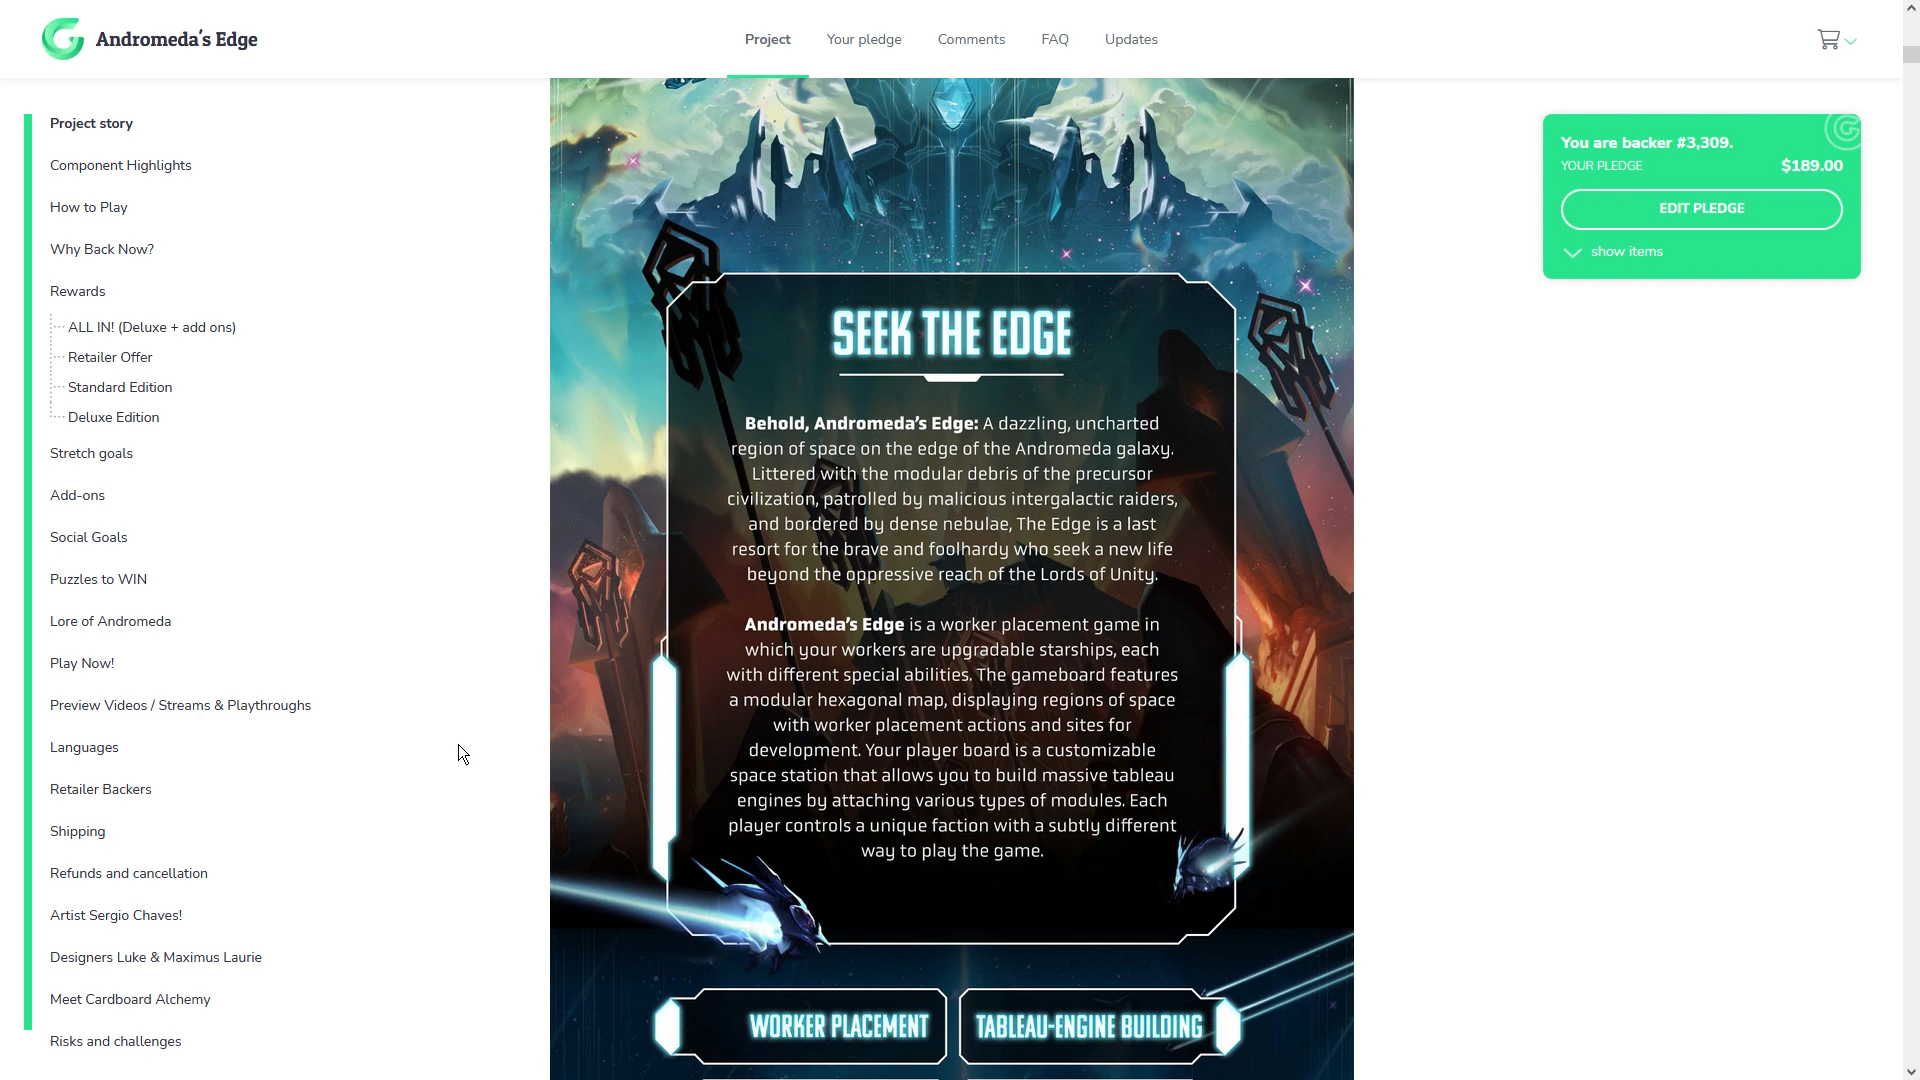 Andromeda's Edge
Project
Your pledge
Comments
FAQ
Updates
Project story
Component Highlights
How to Play
Why Back Now?
Rewards
ALL IN! (Deluxe + add ons)
Retailer Offer
Standard Edition
Deluxe Edition
Stretch goals
Add-ons
Social Goals
Puzzles to WIN
Lore of Andromeda
Play Now!
Preview Videos / Streams & Playthroughs
Languages
Retailer Backers
Shipping
Refunds and cancellation
Artist Sergio Chaves!
Designers Luke & Maximus Laurie
Meet Cardboard Alchemy
Risks and challenges
SEEK THE EDGE
Behold, Andromeda's Edge: A dazzling, uncharted
region of space on the edge of the Andromeda galaxy.
Littered with the modular debris of the precursor
civilization, patrolled by malicious intergalactic raiders,
and bordered by dense nebulae, The Edge is a last
resort for the brave and foolhardy who seek a new life
beyond the oppressive reach of the Lords of Unity.
Andromeda's Edge is a worker placement game in
which your workers are upgradable starships, each
with different special abilities. The gameboard features
a modular hexagonal map, displaying regions of space
with worker placement actions and sites for
development. Your player board is a customizable
space station that allows you to build massive tableau
engines by attaching various types of modules. Each
player controls a unique faction with a subtly different
way to play the game.
WORKER PLACEMENT
TABLEAU-ENGINE BUILDING
You are backer #3,309.
YOUR PLEDGE
$189.00
EDIT PLEDGE
show items